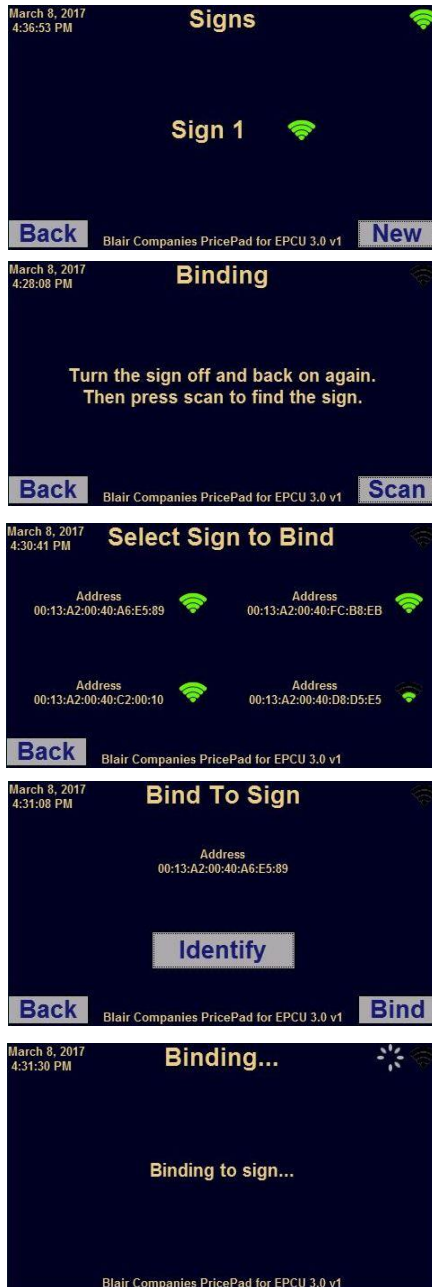 March 8, 2017
4:36:53 PM
Signs
Sign 1
Back
Blair Companies PricePad for EPCU 3.0 v1
New
March 8, 2017
4:28:08 PM
Binding
Turn the sign off and back on again.
Then press scan to find the sign.
Back
Blair Companies PricePad for EPCU 3.0 v1
Scan
March 8, 2017
4:30:41 PM
Select Sign to Bind
Address
00:13:A2:00:40:A6:E5:89
Address
00:13:A2:00:40:FC:B8:EB
Address
00:13:A2:00:40:C2:00:10
Address
00:13:A2:00:40:D8:D5:E5
Back
Blair Companies PricePad for EPCU 3.0 v1
March 8, 2017
4:31:08 PM
Bind To Sign
Address
00:13:A2:00:40:A6:E5:89
Identify
Back
Blair Companies PricePad for EPCU 3.0 v1
Bind
March 8, 2017
4:31:30 PM
Binding...
Binding to sign...
Blair Companies PricePad for EPCU 3.0 v1